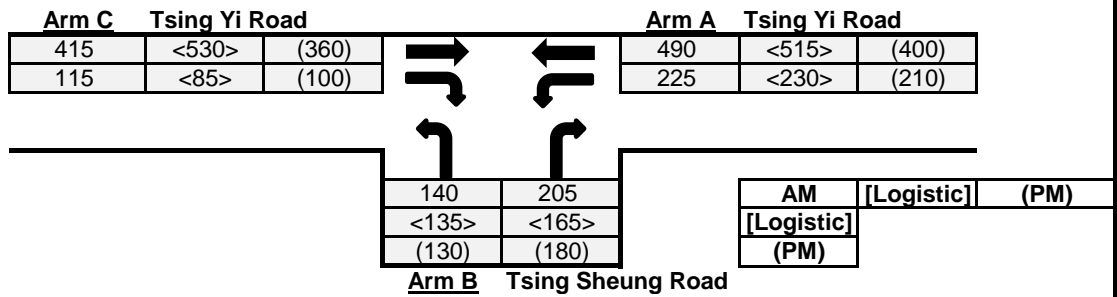 Arm C Tsing Yi Road Arm A Tsing Yi Road
415 <530> (360) 490 <515> (400)
115 <85> (100) 225 <230> (210)
140 205 AM [Logistic] (PM)
<135> <165> [Logistic]
(130) (180) (PM)
Arm B Tsing Sheung Road